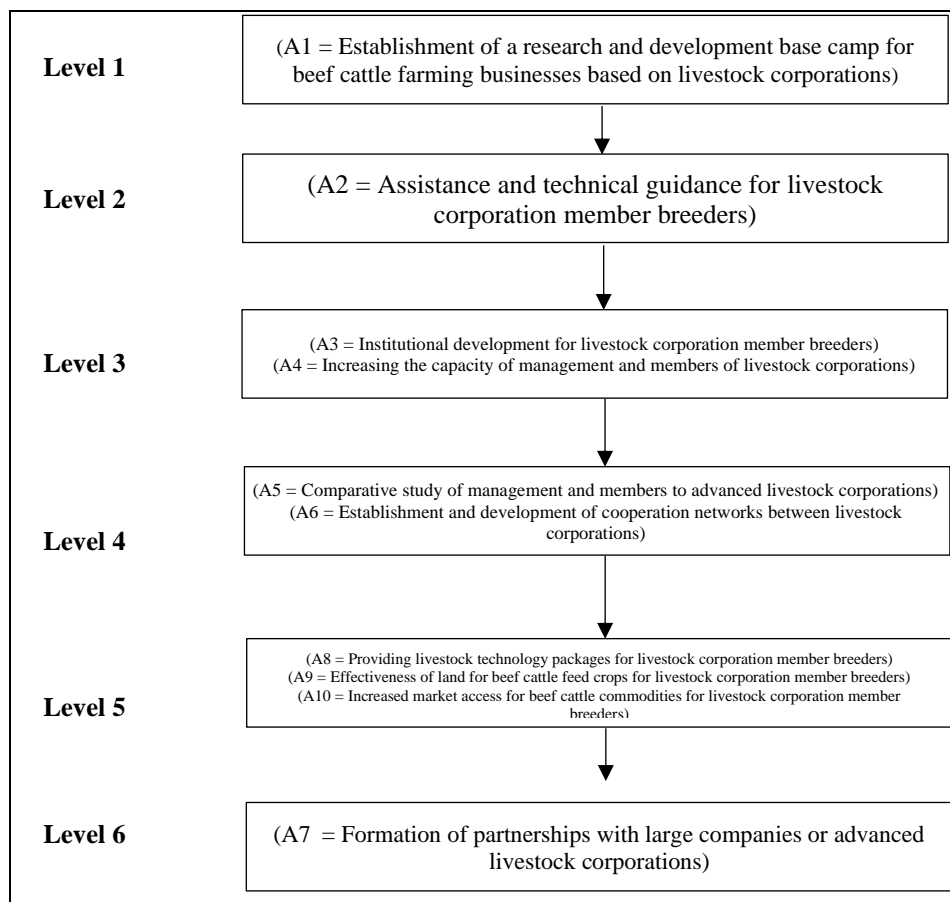 Level 1
(A1 = Establishment of a research and development base camp for
beef cattle farming businesses based on livestock corporations)
Level 2
(A2 = Assistance and technical guidance for livestock
corporation member breeders)
Level 3
(A3 = Institutional development for livestock corporation member breeders)
(A4 = Increasing the capacity of management and members of livestock corporations)
Level 4
(A5 = Comparative study of management and members to advanced livestock corporations)
(A6 = Establishment and development of cooperation networks between livestock
corporations)
Level 5
(A8 = Providing livestock technology packages for livestock corporation member breeders)
(A9 = Effectiveness of land for beef cattle feed crops for livestock corporation member breeders)
(A10 = Increased market access for beef cattle commodities for livestock corporation member
breeders)
Level 6
(A7 = Formation of partnerships with large companies or advanced
livestock corporations)